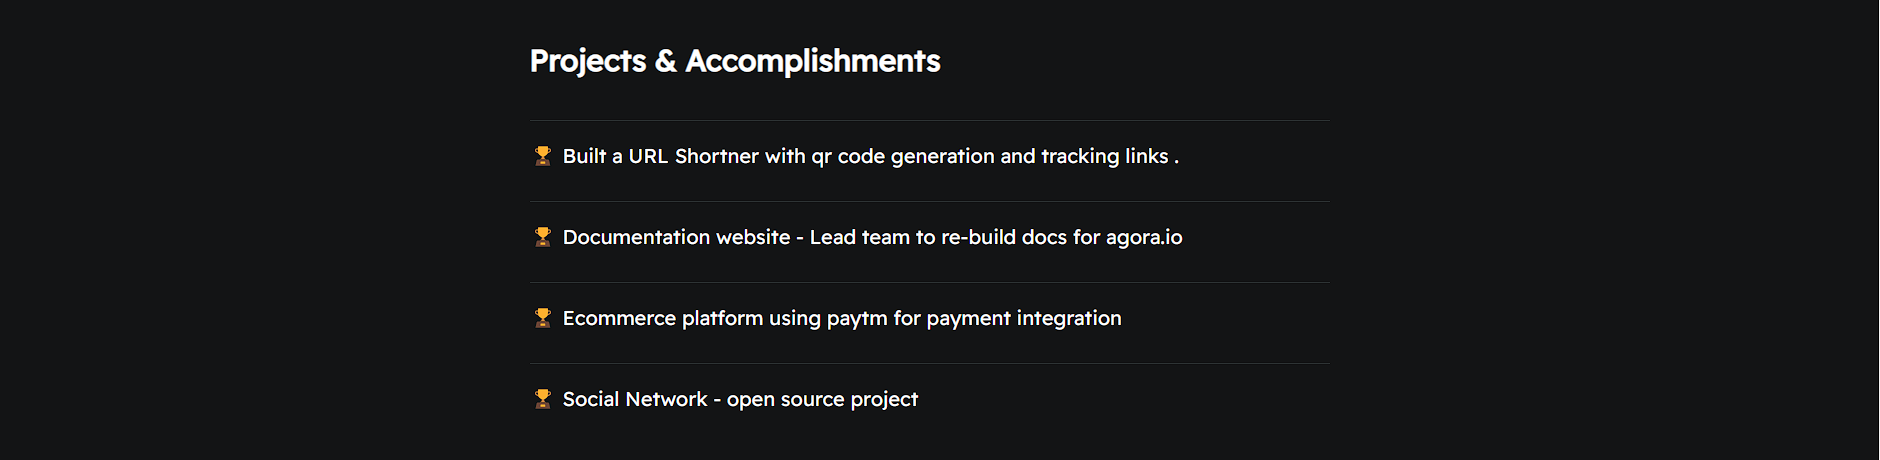 Projects & Accomplishments
🏆 Built a URL Shortner with qr code generation and tracking links .
🏆 Documentation website - Lead team to re-build docs for agora.io
🏆 Ecommerce platform using paytm for payment integration
🏆 Social Network - open source project